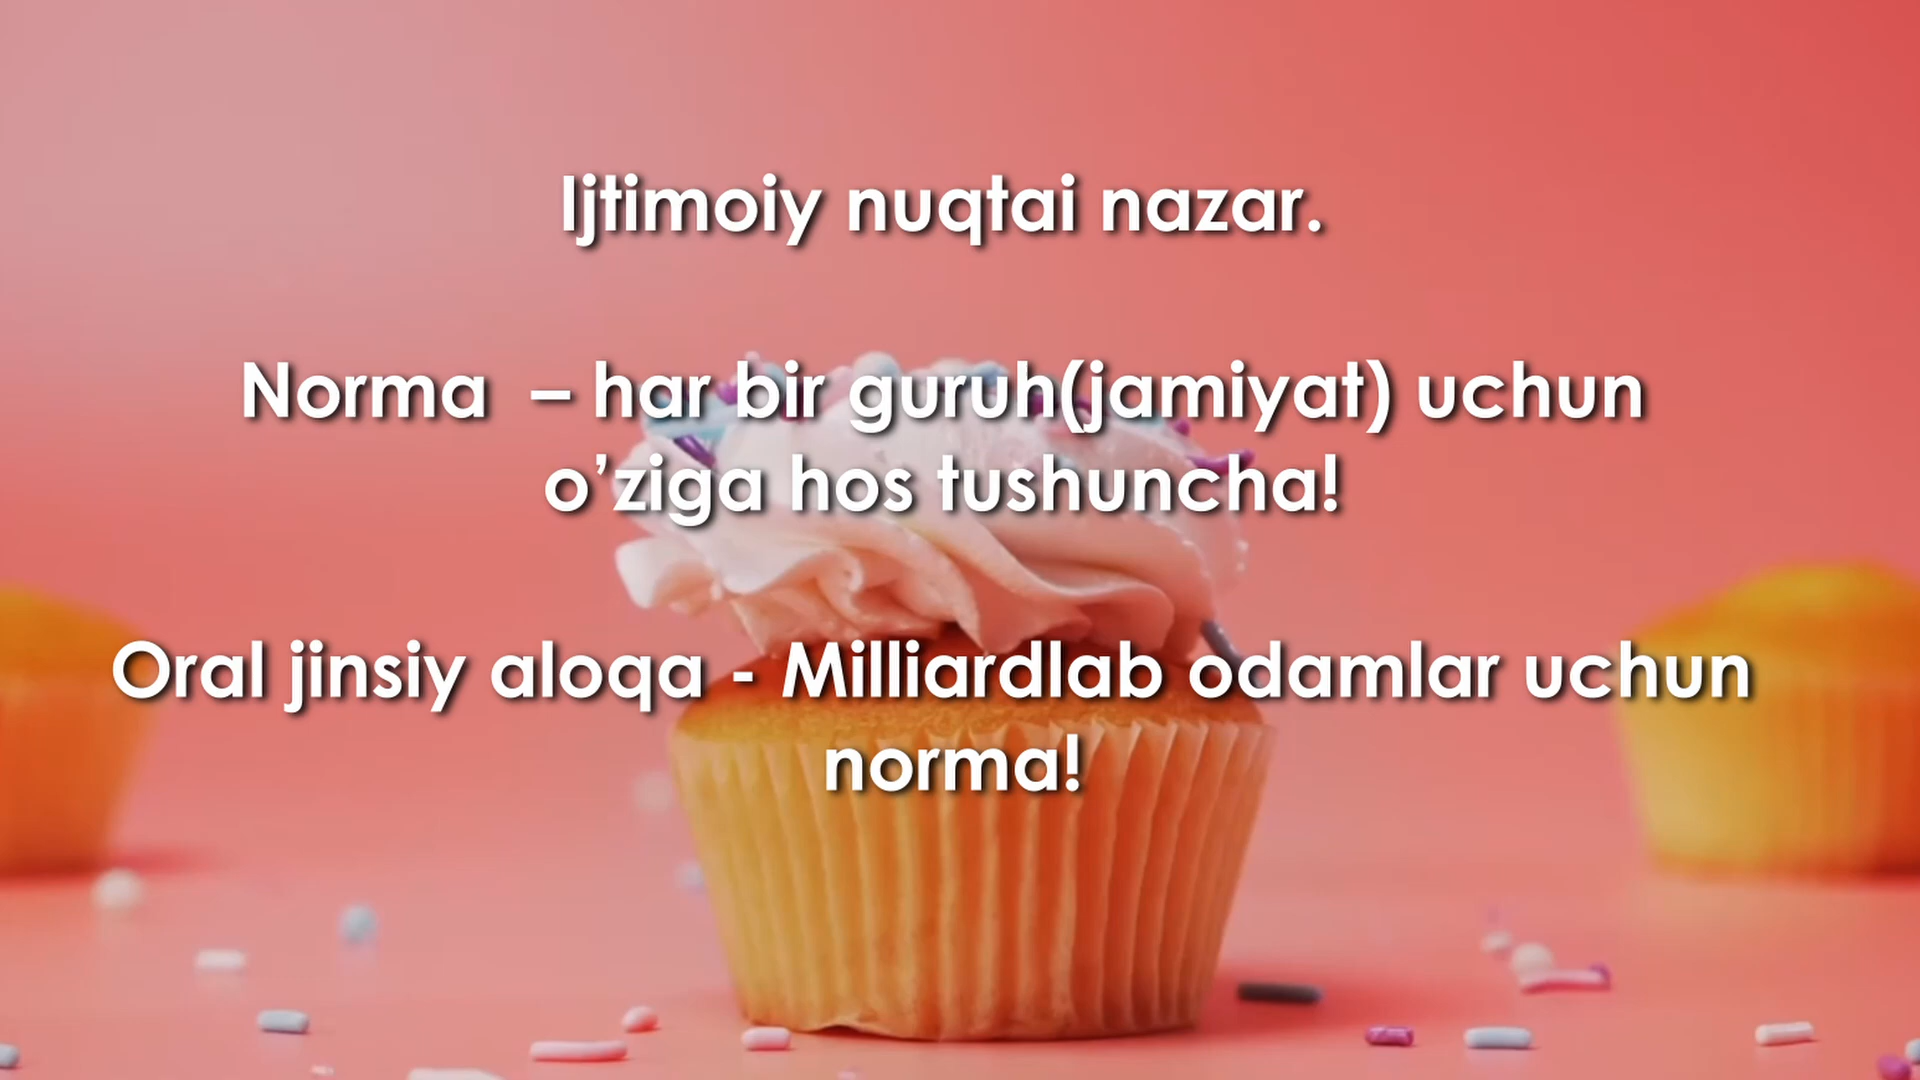 Ijtimoiy nuqtai nazar.
Norma – har bir guruh(jamiyat) uchun
o’ziga hos tushuncha!
Oral jinsiy aloqa - Milliardlab odamlar uchun
norma!